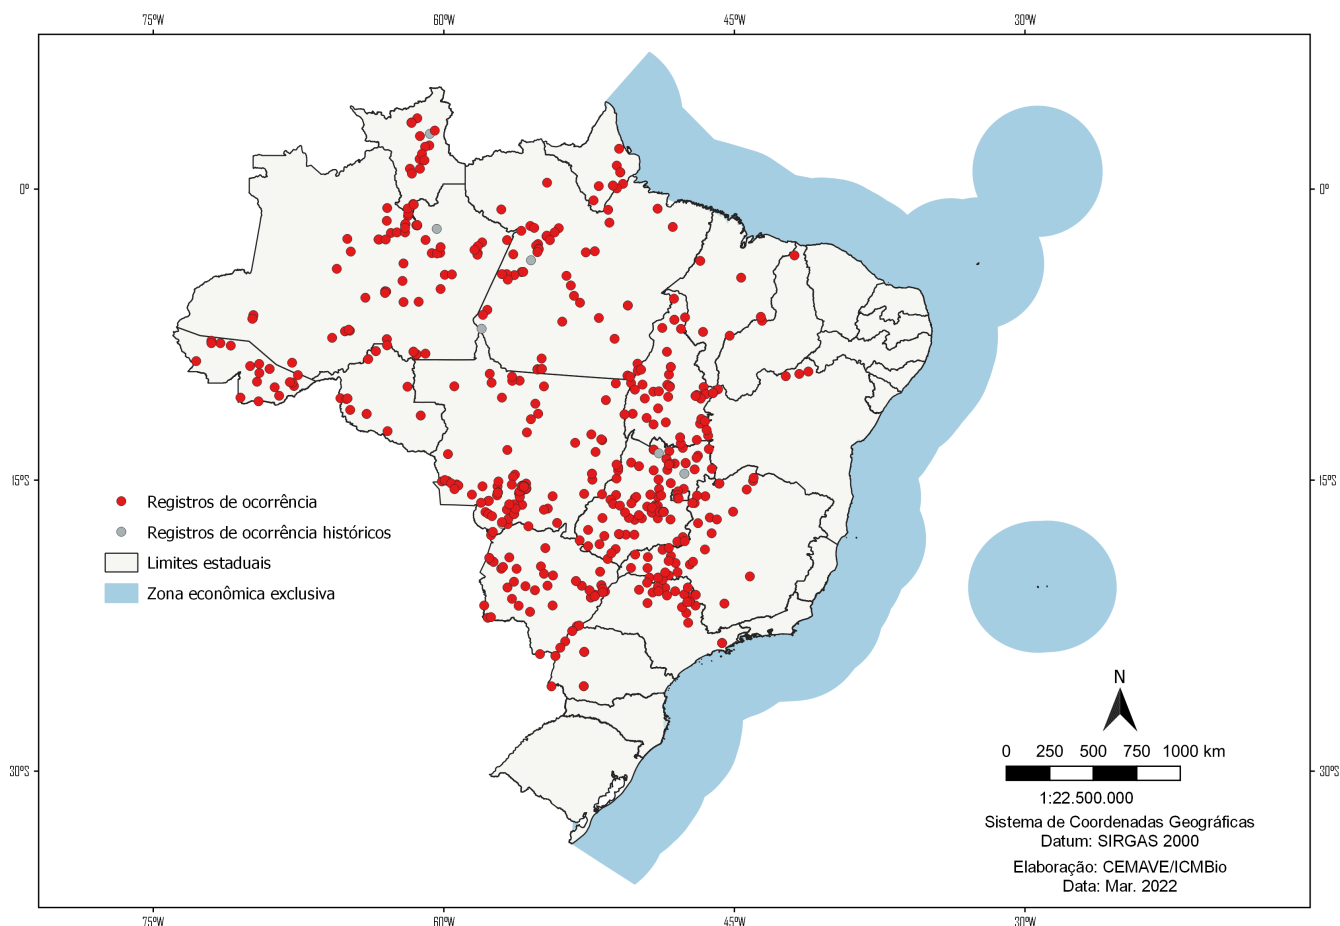 75°W 60°W 45°W 30°W
0° 0°
15°S 15°S
30°S 30°S
Registros de ocorrência
Registros de ocorrência históricos
Limites estaduais
Zona econômica exclusiva
N
0 250 500 750 1000 km
1:22.500.000
Sistema de Coordenadas Geográficas
Datum: SIRGAS 2000
Elaboração: CEMAVE/ICMBio
Data: Mar. 2022
75°W 60°W 45°W 30°W